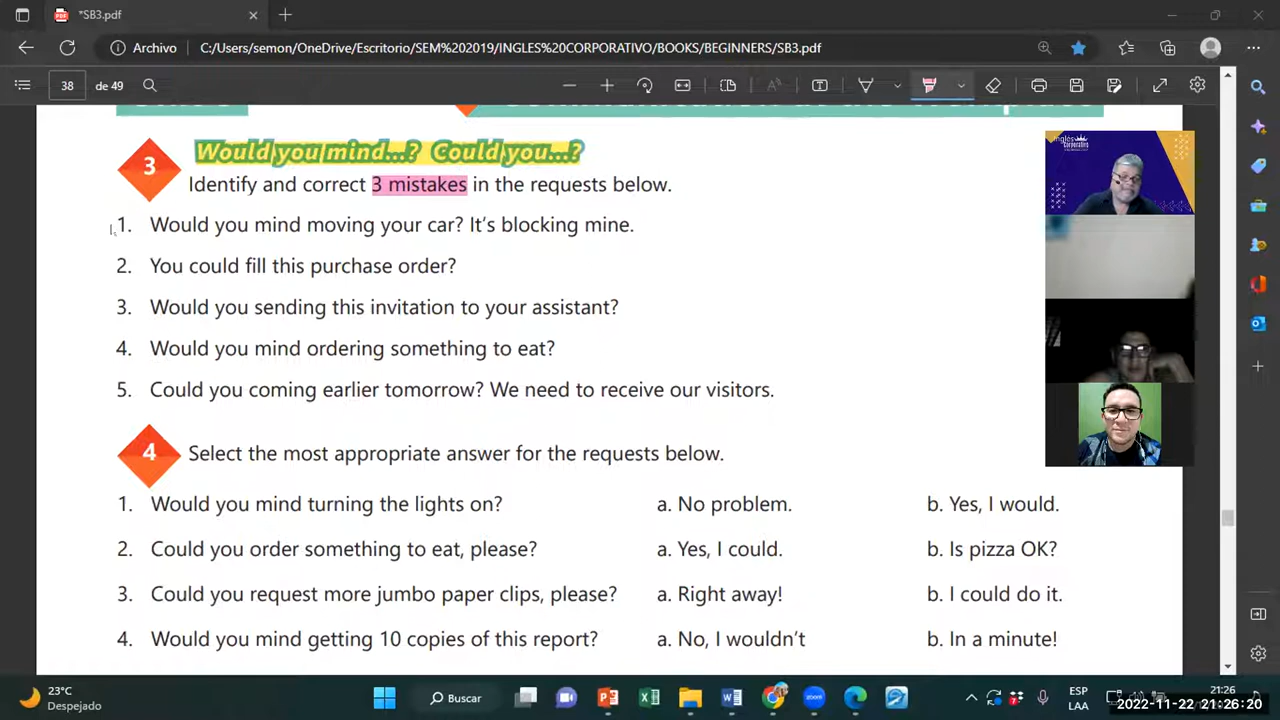 *SB3.pdf
Archivo
C:/Users/semon/OneDrive/Escritorio/SEM%202019/INGLES%20CORPORATIVO/BOOKS/BEGINNERS/SB3.pdf
38 de 49
3 Would you mind...? Could you...?
Identify and correct 3 mistakes in the requests below.
1. Would you mind moving your car? It's blocking mine.
2. You could fill this purchase order?
3. Would you sending this invitation to your assistant?
4. Would you mind ordering something to eat?
5. Could you coming earlier tomorrow? We need to receive our visitors.
4 Select the most appropriate answer for the requests below.
1. Would you mind turning the lights on? a. No problem. b. Yes, I would.
2. Could you order something to eat, please? a. Yes, I could. b. Is pizza OK?
3. Could you request more jumbo paper clips, please? a. Right away! b. I could do it.
4. Would you mind getting 10 copies of this report? a. No, I wouldn't b. In a minute!
23°C
Despejado
Buscar
ESP
LAA
21:26
2022-11-22 21:26:20